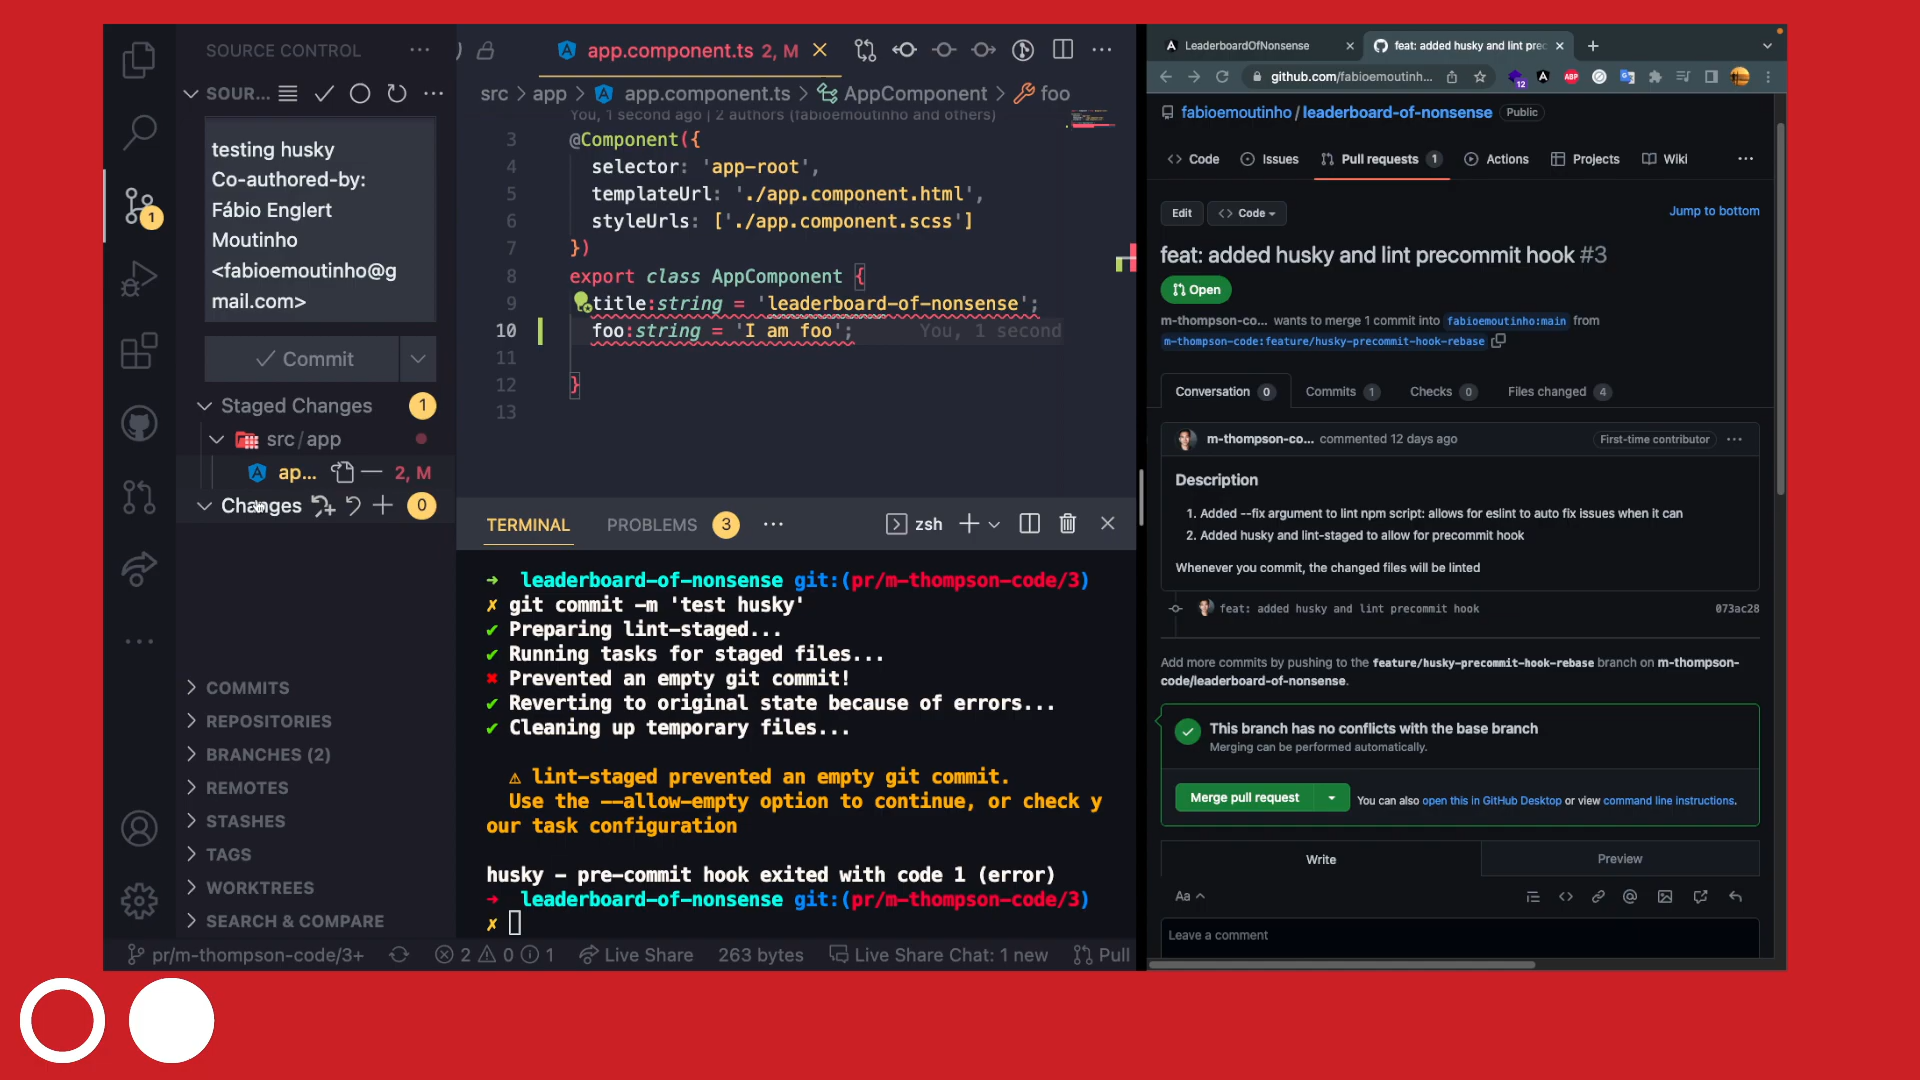 SOURCE CONTROL
SOUR...
testing husky
Co-authored-by:
Fábio Englert
Moutinho
<fabioemoutinho@g
mail.com>
Commit
Staged Changes 1
src/app
ap... 2, M
Changes 0
COMMITS
REPOSITORIES
BRANCHES (2)
REMOTES
STASHES
TAGS
WORKTREES
SEARCH & COMPARE
1
app.component.ts 2, M
src > app > app.component.ts > AppComponent > foo
You, 1 second ago | 2 authors (fabioemoutinho and others)
3 @Component({
4 selector: 'app-root',
5 templateUrl: './app.component.html',
6 styleUrls: ['./app.component.scss']
7 })
8 export class AppComponent {
9 title:string = 'leaderboard-of-nonsense';
10 foo:string = 'I am foo'; You, 1 second
11
12 }
13
TERMINAL PROBLEMS 3 zsh
→ leaderboard-of-nonsense git:(pr/m-thompson-code/3)
✗ git commit -m 'test husky'
✔ Preparing lint-staged...
✔ Running tasks for staged files...
✖ Prevented an empty git commit!
✔ Reverting to original state because of errors...
✔ Cleaning up temporary files...
⚠ lint-staged prevented an empty git commit.
Use the --allow-empty option to continue, or check y
our task configuration
husky - pre-commit hook exited with code 1 (error)
→ leaderboard-of-nonsense git:(pr/m-thompson-code/3)
✗
pr/m-thompson-code/3+ 2 0 1 Live Share 263 bytes Live Share Chat: 1 new Pull
LeaderboardOfNonsense feat: added husky and lint prec
github.com/fabioemoutinh... 12 ABP
fabioemoutinho / leaderboard-of-nonsense Public
Code Issues Pull requests 1 Actions Projects Wiki
Edit Code Jump to bottom
feat: added husky and lint precommit hook #3
Open
m-thompson-co... wants to merge 1 commit into fabioemoutinho:main from
m-thompson-code:feature/husky-precommit-hook-rebase
Conversation 0 Commits 1 Checks 0 Files changed 4
m-thompson-co... commented 12 days ago First-time contributor
Description
1. Added --fix argument to lint npm script: allows for eslint to auto fix issues when it can
2. Added husky and lint-staged to allow for precommit hook
Whenever you commit, the changed files will be linted
feat: added husky and lint precommit hook 073ac28
Add more commits by pushing to the feature/husky-precommit-hook-rebase branch on m-thompson-
code/leaderboard-of-nonsense.
This branch has no conflicts with the base branch
Merging can be performed automatically.
Merge pull request You can also open this in GitHub Desktop or view command line instructions.
Write Preview
Aa
Leave a comment